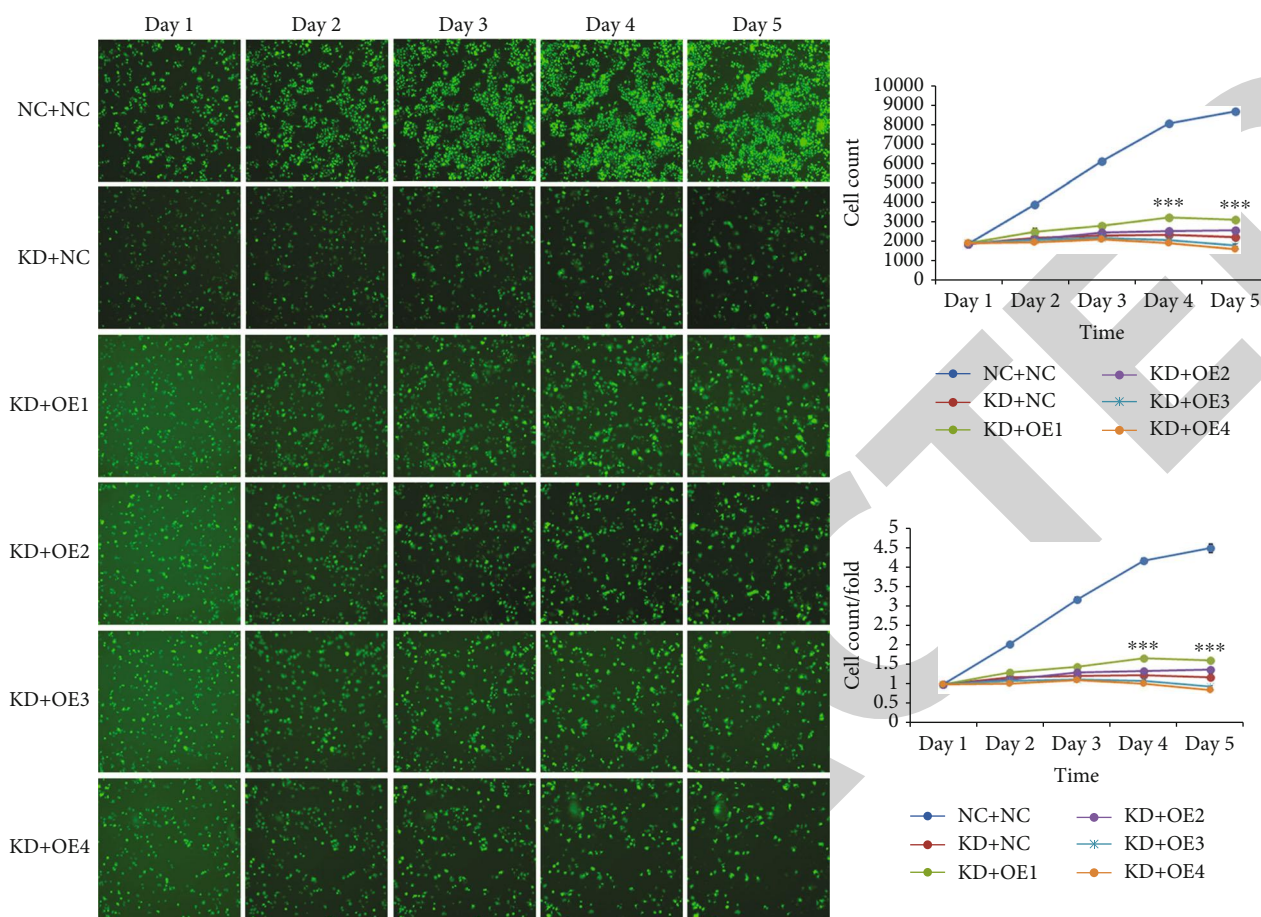 Day 1 Day 2 Day 3 Day 4 Day 5
NC+NC
KD+NC
KD+OE1
KD+OE2
KD+OE3
KD+OE4
10000
9000
8000
7000
6000
5000
4000
3000
2000
1000
0
Cell count
*** ***
Day 1 Day 2 Day 3 Day 4 Day 5
Time
NC+NC KD+OE2
KD+NC KD+OE3
KD+OE1 KD+OE4
5
4.5
4
3.5
3
2.5
2
1.5
1
0.5
0
Cell count/fold
*** ***
Day 1 Day 2 Day 3 Day 4 Day 5
Time
NC+NC KD+OE2
KD+NC KD+OE3
KD+OE1 KD+OE4